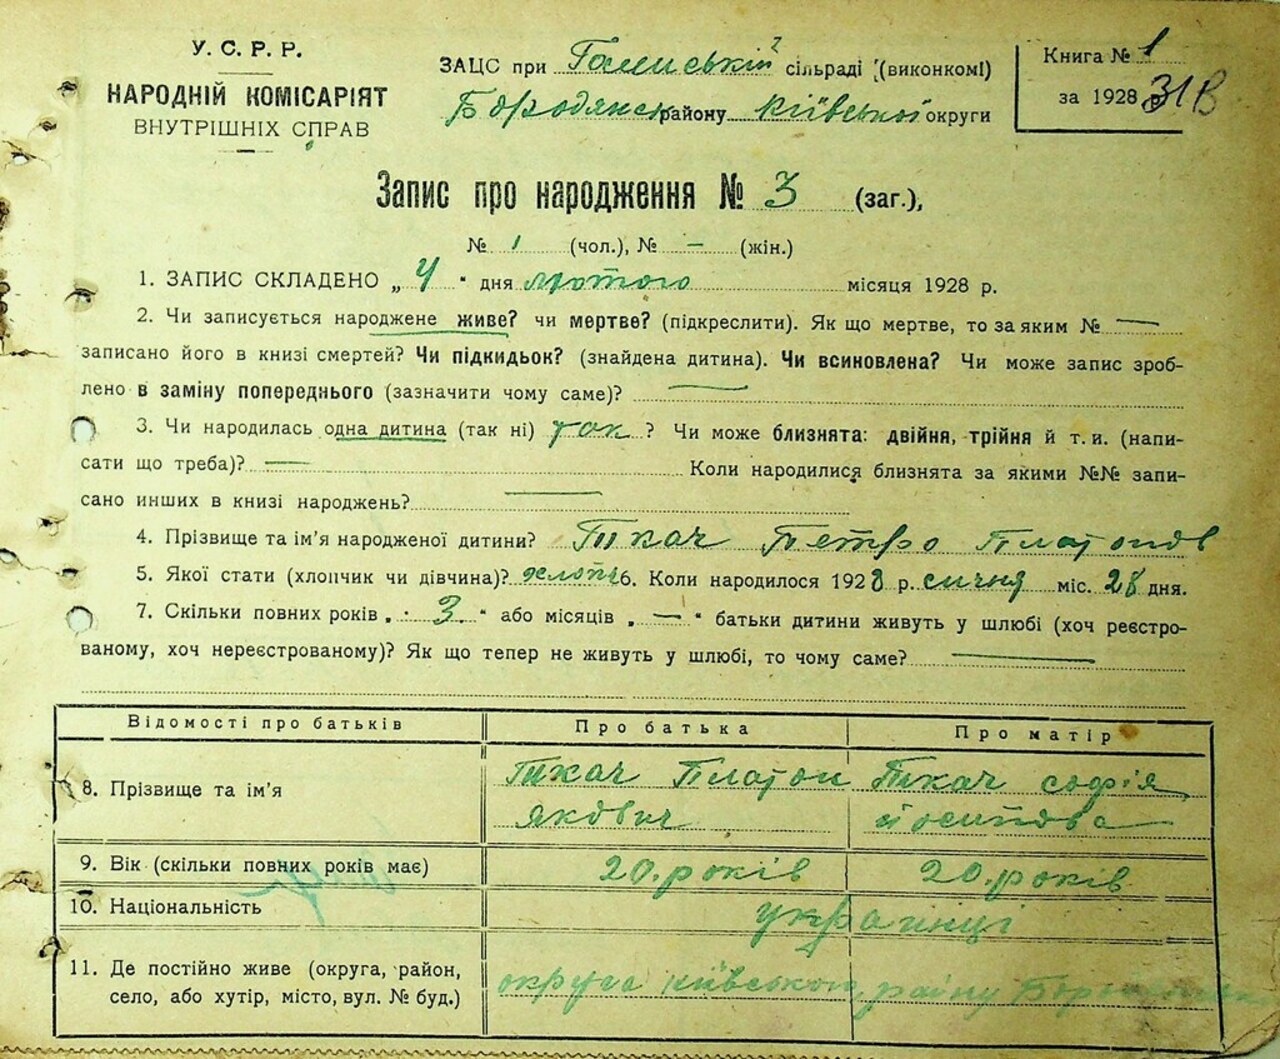 У. С. Р. Р.
НАРОДНІЙ КОМІСАРІЯТ
ВНУТРІШНІХ СПРАВ
ЗАЦС при сільраді (виконкомі)
Бородянськ району Київської округи
Книга № 1
за 1928 р. 31В
Запис про народження № 3 (заг.),
№ 1 (чол.), № – (жін.)
1. ЗАПИС СКЛАДЕНО „ 4 “ дня лютого місяця 1928 р.
2. Чи записується народжене живе? чи мертве? (підкреслити). Як що мертве, то за яким № —
записано його в книзі смертей? Чи підкидьок? (знайдена дитина). Чи всиновлена? Чи може запис зроб-
лено в заміну попереднього (зазначити чому саме)? —
3. Чи народилась одна дитина (так ні) так ? Чи може близнята: двійня, трійня й т. и. (напи-
сати що треба)? — Коли народилися близнята за якими №№ запи-
сано инших в книзі народжень? —
4. Прізвище та ім'я народженої дитини? Ткач Петро Платонов
5. Якої стати (хлопчик чи дівчина)? хлопч 6. Коли народилося 1928 р. січня міс. 28 дня.
7. Скільки повних років „ 3 “ або місяців „ — “ батьки дитини живуть у шлюбі (хоч реєстро-
ваному, хоч нереєстрованому)? Як що тепер не живуть у шлюбі, то чому саме? —
Відомості про батьків Про батька Про матір
8. Прізвище та ім'я Ткач Платон Якович Ткач Софія Йосипова
9. Вік (скільки повних років має) 20. років 20. років
10. Національність українці
11. Де постійно живе (округа, район,
село, або хутір, місто, вул. № буд.) округа Київського району